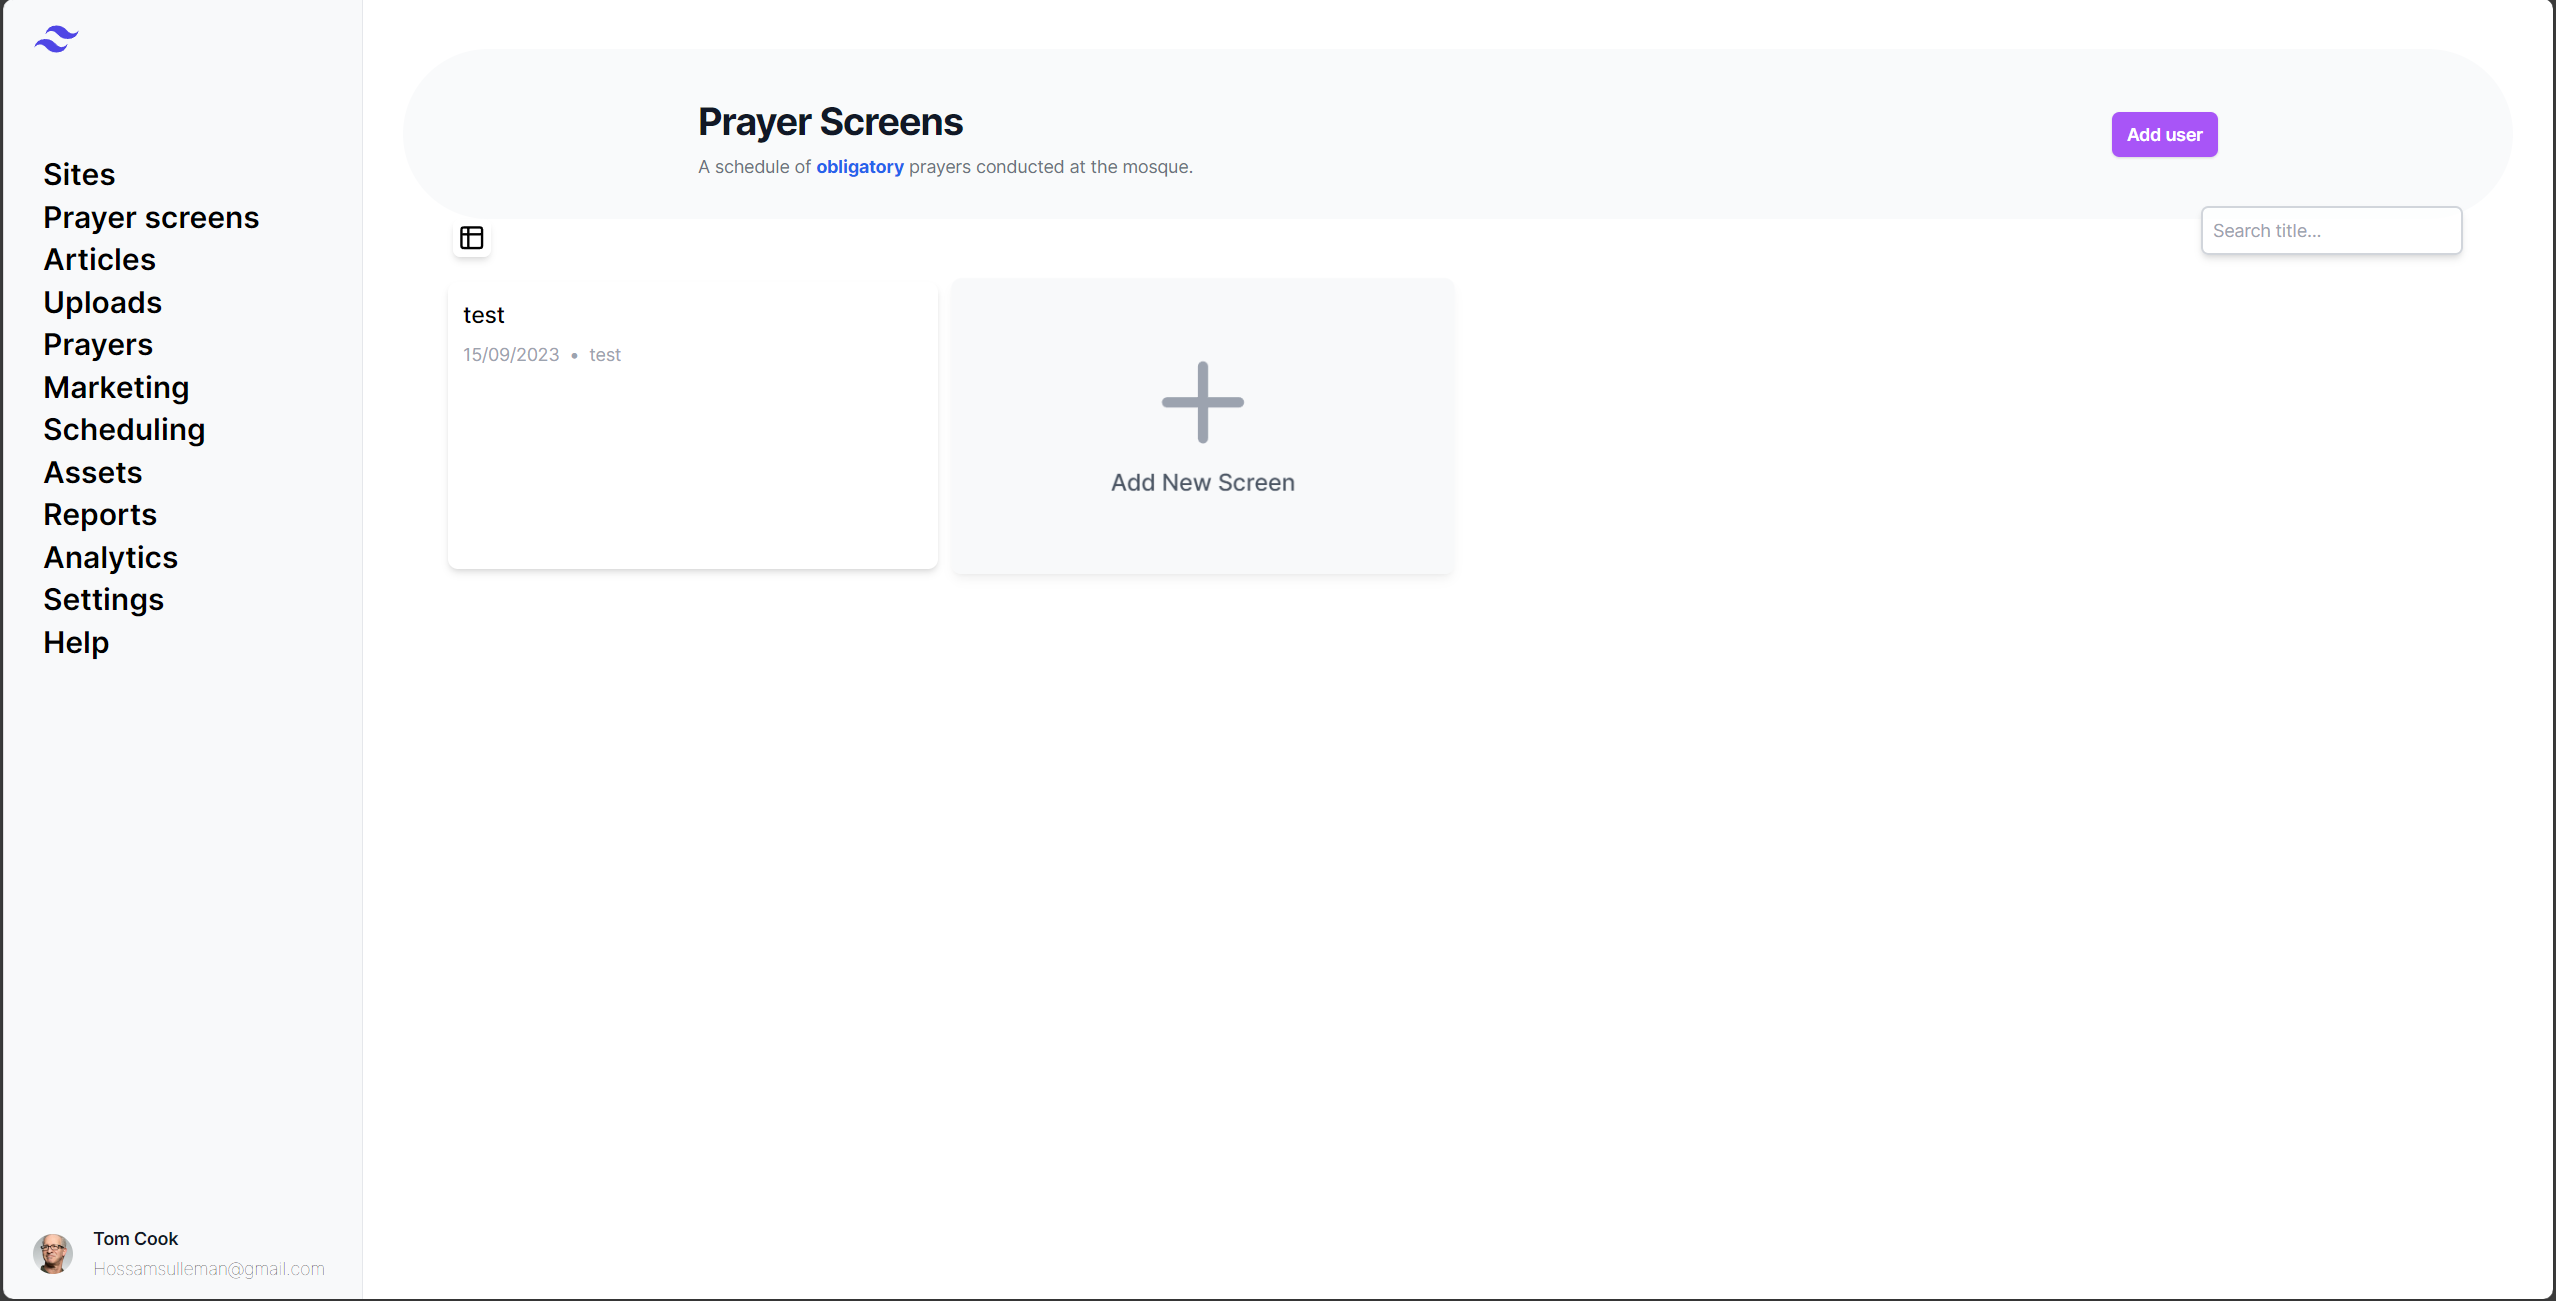 Sites
Prayer screens
Articles
Uploads
Prayers
Marketing
Scheduling
Assets
Reports
Analytics
Settings
Help
Tom Cook
Hossamsulleman@gmail.com
Prayer Screens
A schedule of obligatory prayers conducted at the mosque.
Add user
Search title...
test
15/09/2023 • test
Add New Screen